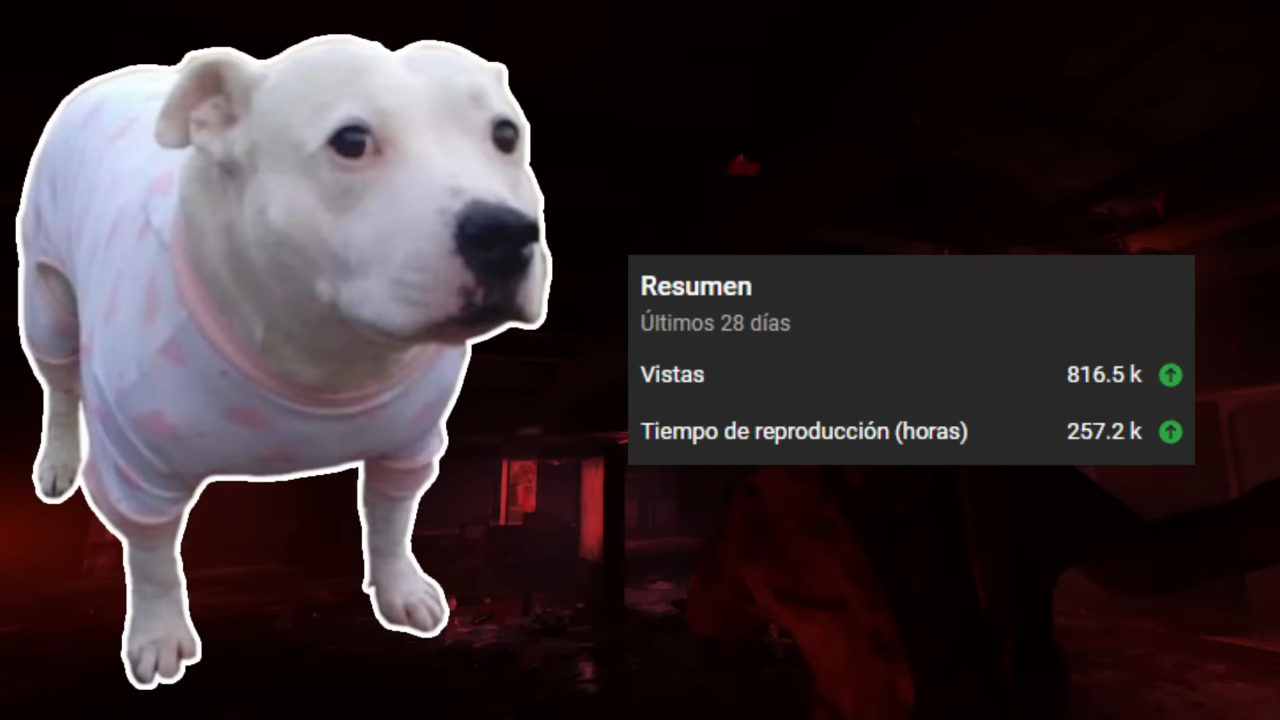 Resumen
Últimos 28 días
Vistas 816.5 k
Tiempo de reproducción (horas) 257.2 k